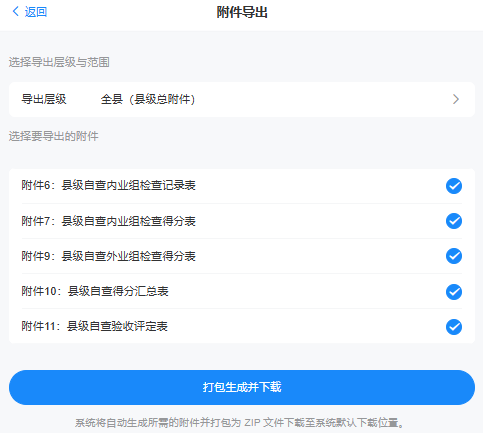 返回
附件导出
选择导出层级与范围
导出层级 全县（县级总附件）
选择要导出的附件
附件6：县级自查内业组检查记录表
附件7：县级自查内业组检查得分表
附件9：县级自查外业组检查得分表
附件10：县级自查得分汇总表
附件11：县级自查验收评定表
打包生成并下载
系统将自动生成所需的附件并打包为 ZIP 文件下载至系统默认下载位置。